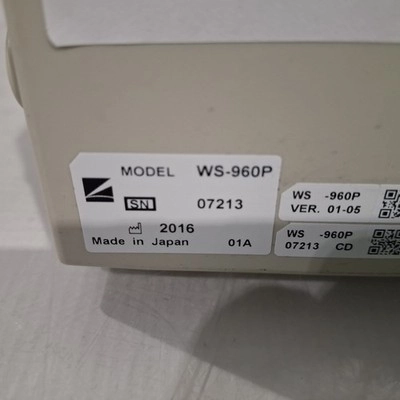 MODEL WS-960P
SN 07213
2016
Made in Japan 01A
WS -960P
VER. 01-05
WS -960P
07213 CD